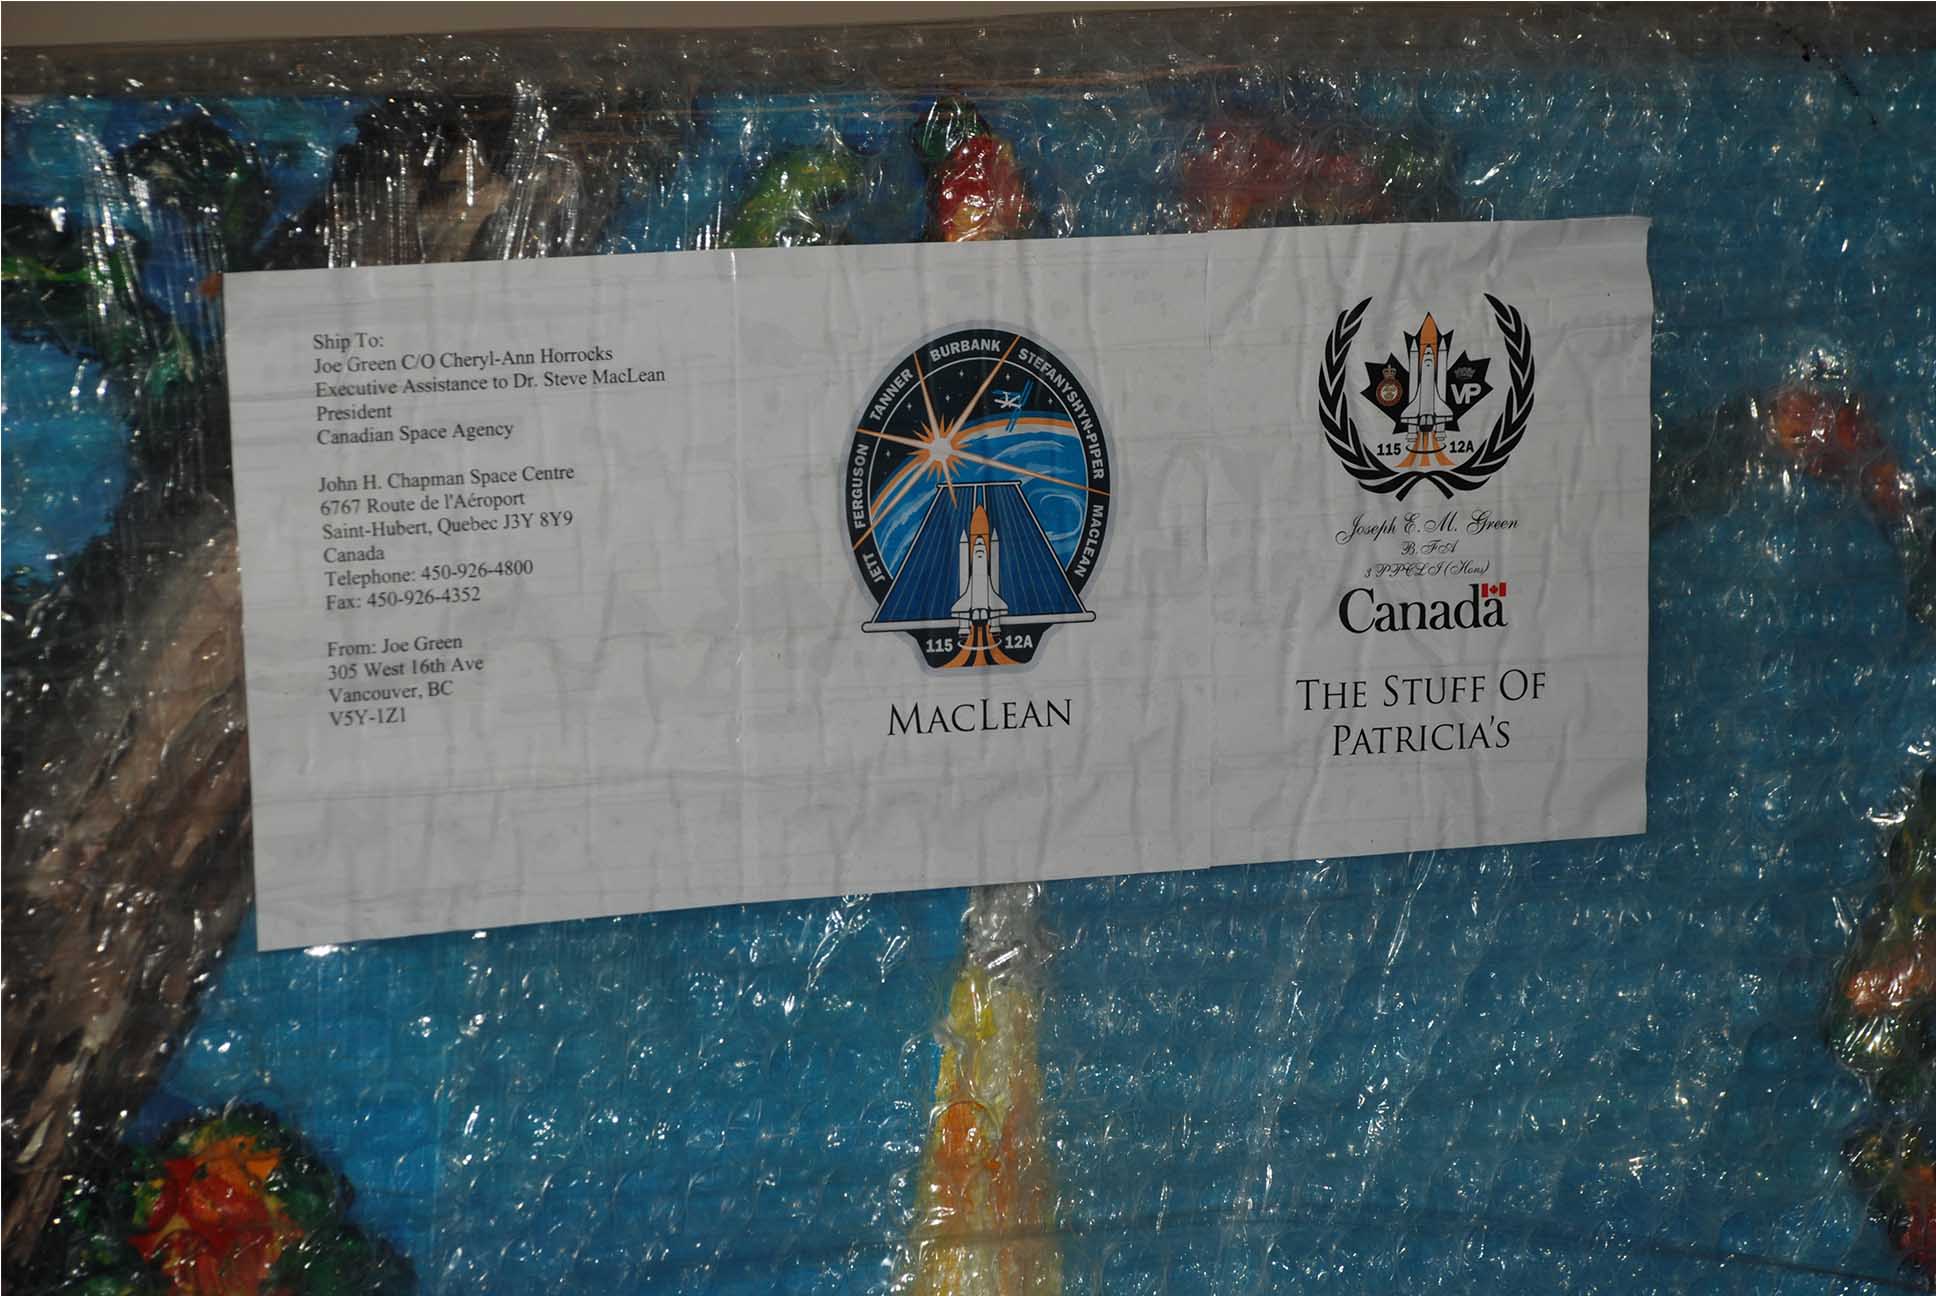 Ship To:
Joe Green C/O Cheryl-Ann Horrocks
Executive Assistance to Dr. Steve MacLean
President
Canadian Space Agency
John H. Chapman Space Centre
6767 Route de l'Aéroport
Saint-Hubert, Quebec J3Y 8Y9
Canada
Telephone: 450-926-4800
Fax: 450-926-4352
From: Joe Green
305 West 16th Ave
Vancouver, BC
V5Y-1Z1
JETT FERGUSON TANNER BURBANK STEFANYSHYN-PIPER MACLEAN
115 12A
MACLEAN
VP
115 12A
Joseph E. M. Green
B, FA
3 PPCLI (Hons)
Canada
THE STUFF OF
PATRICIA'S